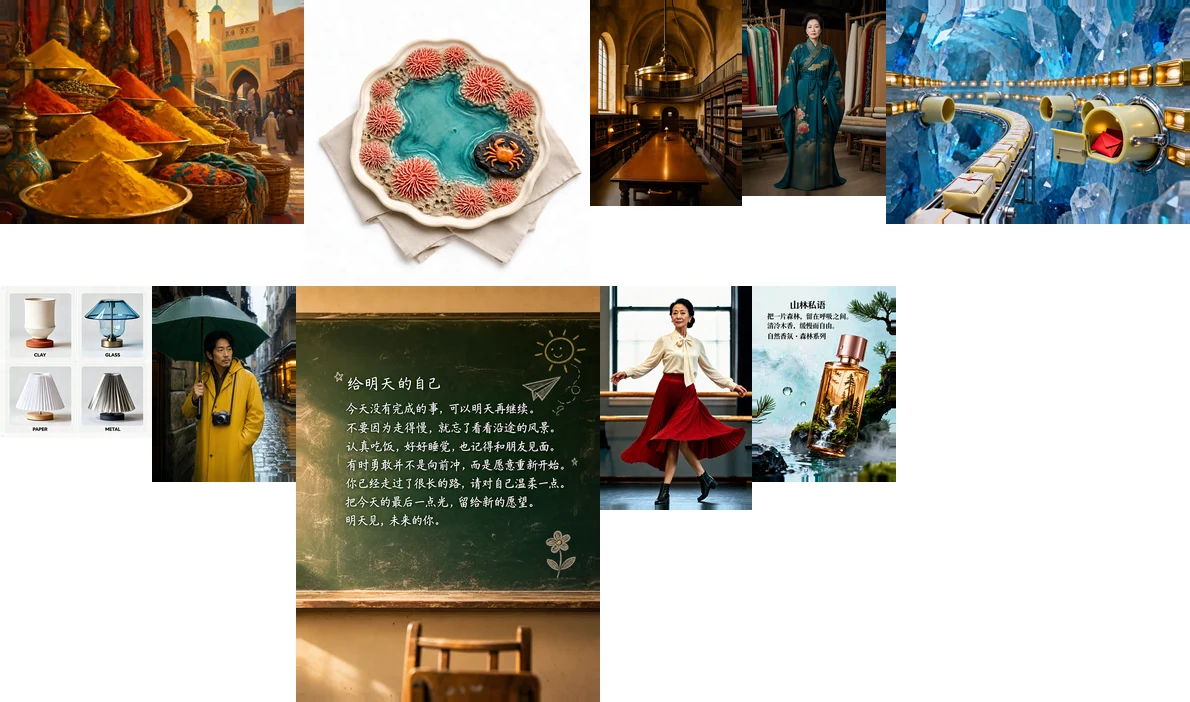 CLAY
GLASS
PAPER
METAL
给明天的自己
今天没有完成的事，可以明天再继续。
不要因为走得慢，就忘了看看沿途的风景。
认真吃饭，好好睡觉，也记得和朋友见面。
有时勇敢并不是向前冲，而是愿意重新开始。
你已经走过了很长的路，请对自己温柔一点。
把今天的最后一点光，留给新的愿望。
明天见，未来的你。
山林私语
把一片森林，留在呼吸之间。
清冷木香，缓慢而自由。
自然香氛·森林系列